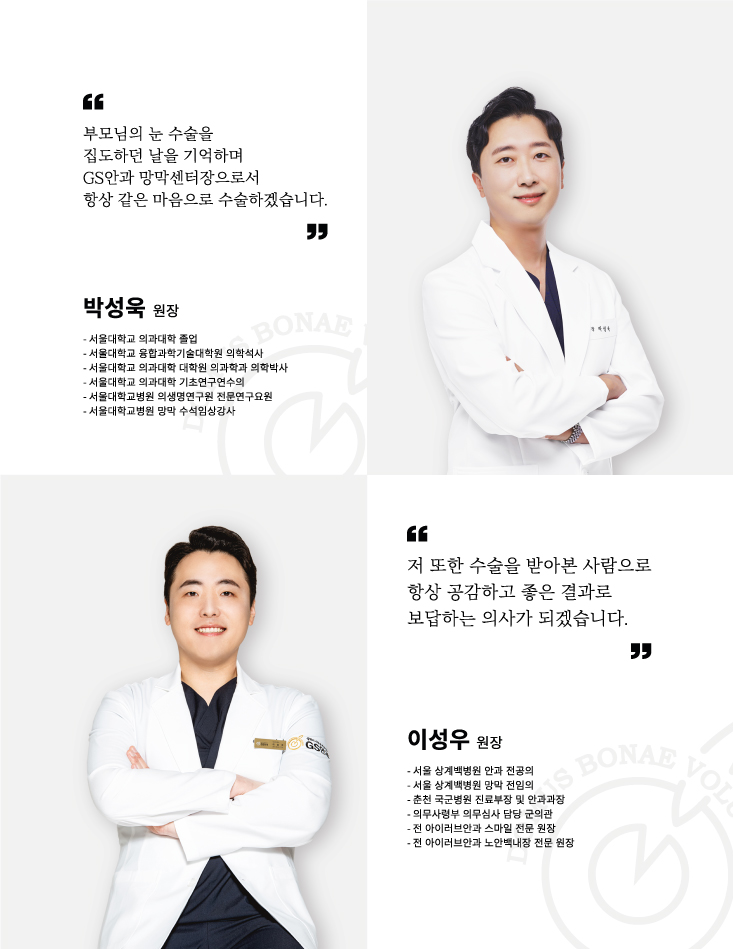 ❝
부모님의 눈 수술을
집도하던 날을 기억하며
GS안과 망막센터장으로서
항상 같은 마음으로 수술하겠습니다.
❞
박성욱 원장
- 서울대학교 의과대학 졸업
- 서울대학교 융합과학기술대학원 의학석사
- 서울대학교 의과대학 대학원 의과학과 의학박사
- 서울대학교 의과대학 기초연구연수의
- 서울대학교병원 의생명연구원 전문연구요원
- 서울대학교병원 망막 수석임상강사
BONAE
❝
저 또한 수술을 받아본 사람으로
항상 공감하고 좋은 결과로
보답하는 의사가 되겠습니다.
❞
이성우 원장
- 서울 상계백병원 안과 전공의
- 서울 상계백병원 망막 전임의
- 춘천 국군병원 진료부장 및 안과과장
- 의무사령부 의무심사 담당 군의관
- 전 아이러브안과 스마일 전문 원장
- 전 아이러브안과 노안백내장 전문 원장
BONAE